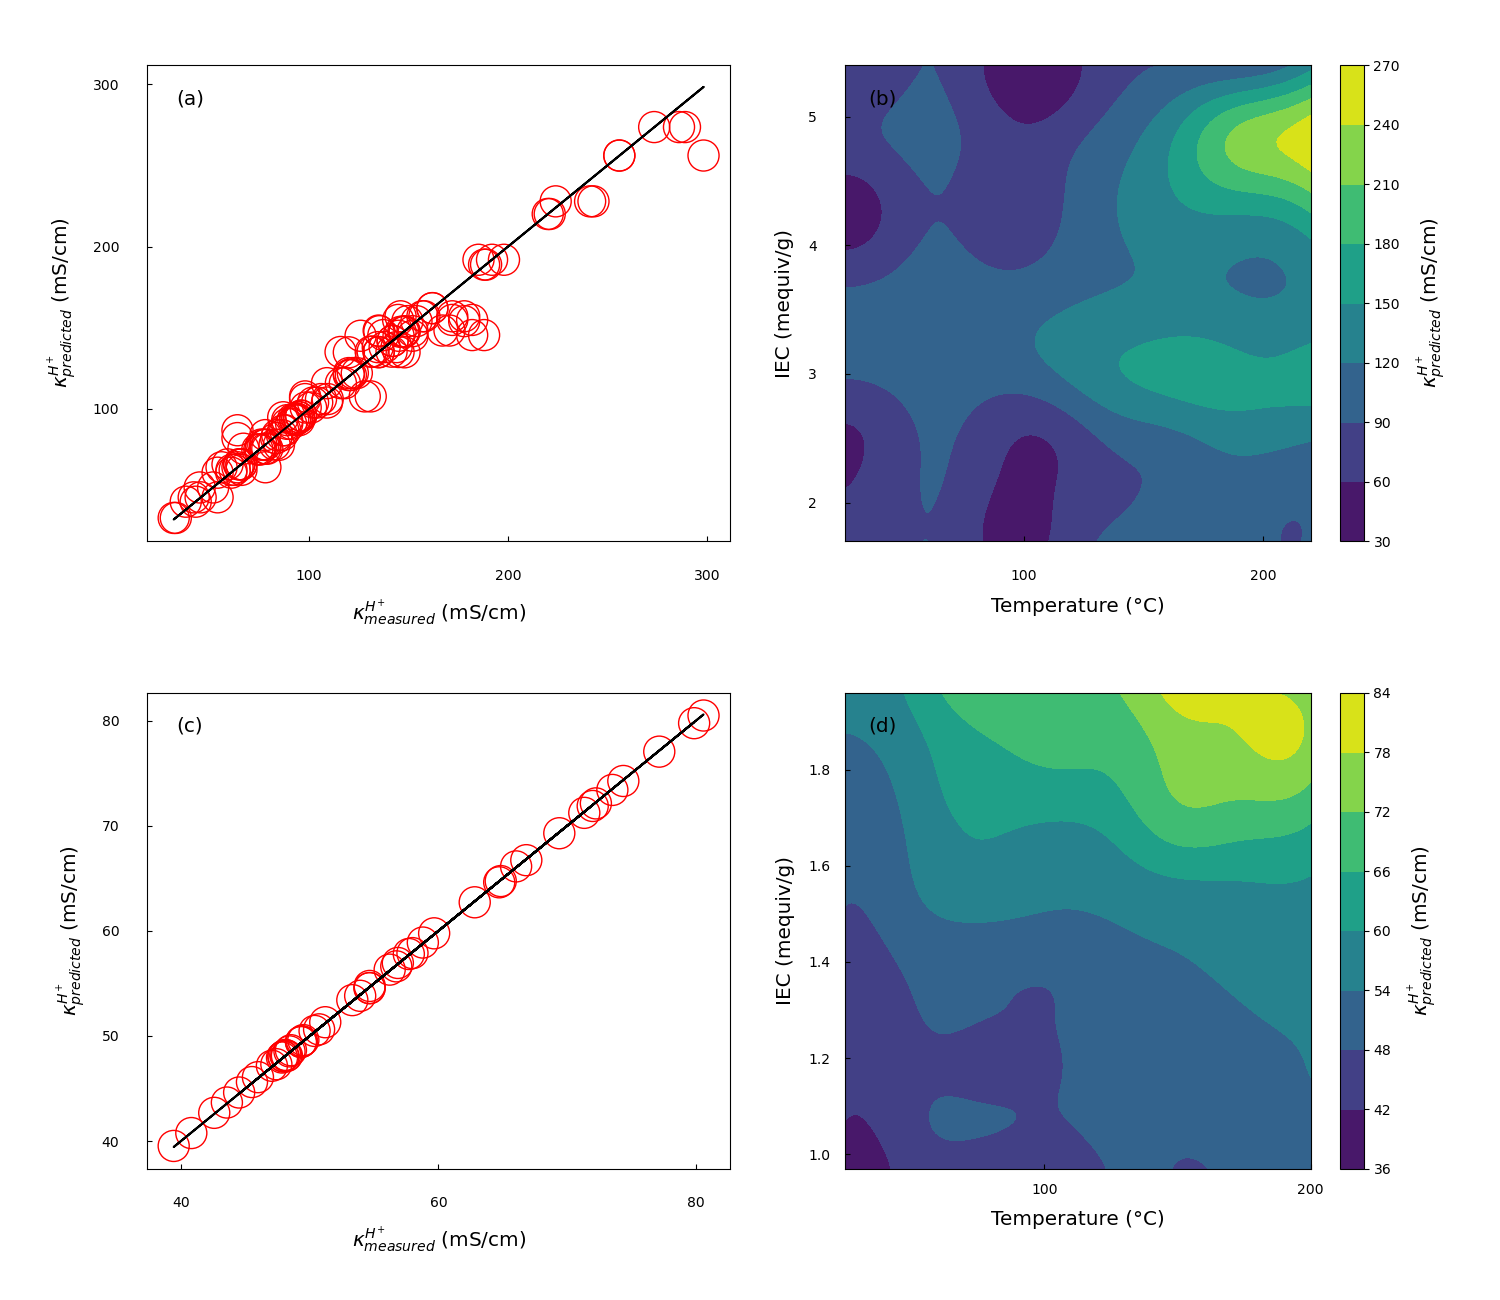 (a)
300
200
100
κ^{H+}_{predicted} (mS/cm)
100 200 300
κ^{H+}_{measured} (mS/cm)
(b)
5
4
3
2
IEC (mequiv/g)
100 200
Temperature (°C)
270
240
210
180
150
120
90
60
30
κ^{H+}_{predicted} (mS/cm)
(c)
80
70
60
50
40
κ^{H+}_{predicted} (mS/cm)
40 60 80
κ^{H+}_{measured} (mS/cm)
(d)
1.8
1.6
1.4
1.2
1.0
IEC (mequiv/g)
100 200
Temperature (°C)
84
78
72
66
60
54
48
42
36
κ^{H+}_{predicted} (mS/cm)